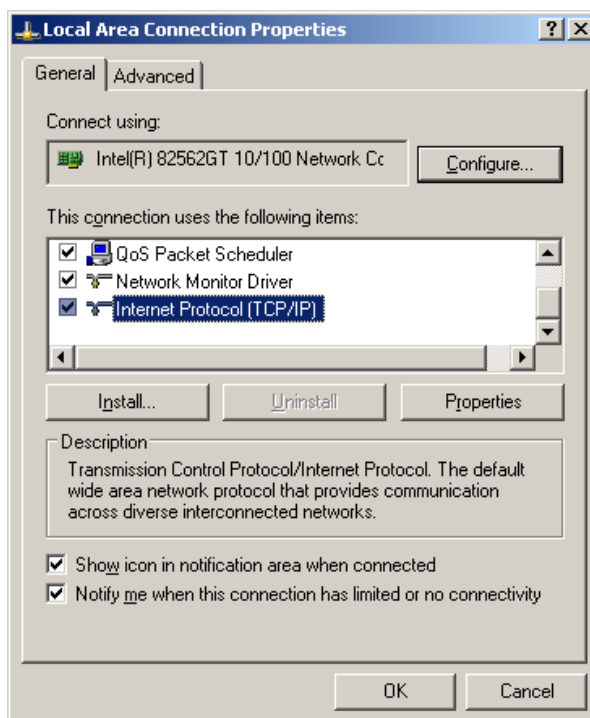 Local Area Connection Properties
General Advanced
Connect using:
Intel(R) 82562GT 10/100 Network Cc
Configure...
This connection uses the following items:
QoS Packet Scheduler
Network Monitor Driver
Internet Protocol (TCP/IP)
Install... Uninstall Properties
Description
Transmission Control Protocol/Internet Protocol. The default
wide area network protocol that provides communication
across diverse interconnected networks.
Show icon in notification area when connected
Notify me when this connection has limited or no connectivity
OK Cancel